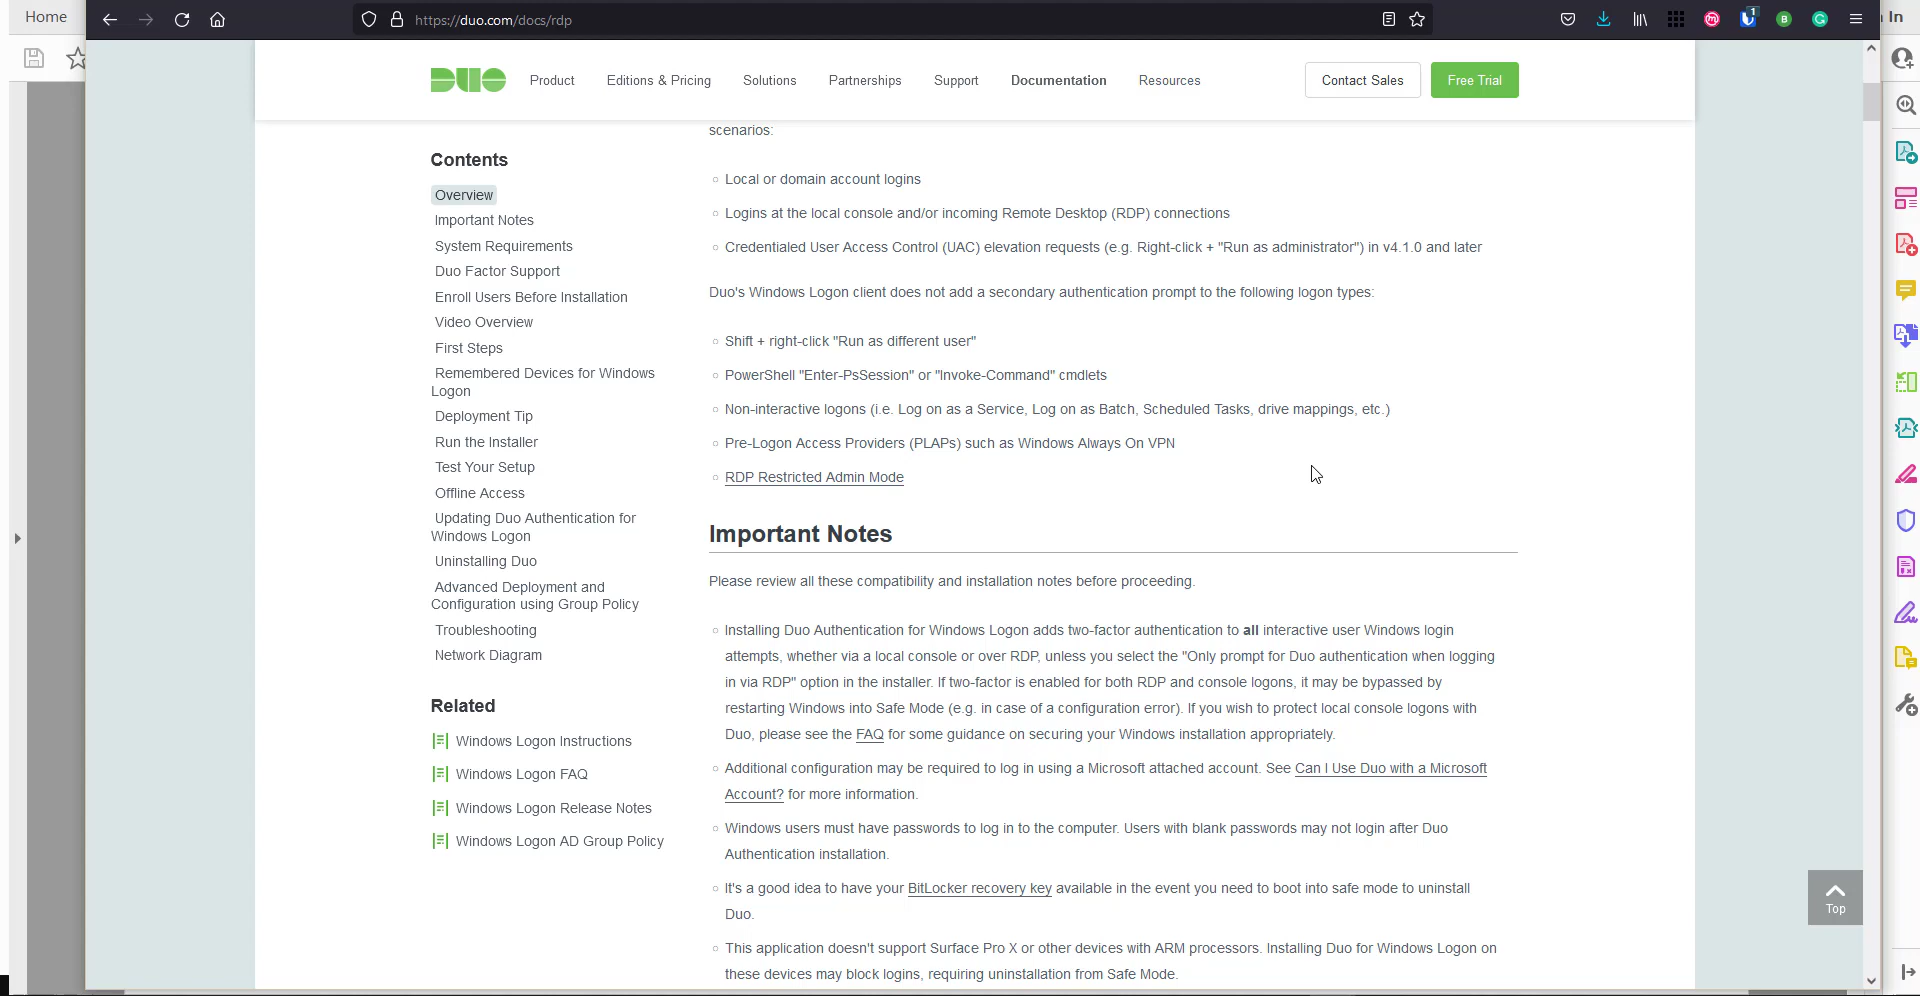 Home
https://duo.com/docs/rdp
1
In
DUO
Product
Editions & Pricing
Solutions
Partnerships
Support
Documentation
Resources
Contact Sales
Free Trial
Contents
Overview
Important Notes
System Requirements
Duo Factor Support
Enroll Users Before Installation
Video Overview
First Steps
Remembered Devices for Windows
Logon
Deployment Tip
Run the Installer
Test Your Setup
Offline Access
Updating Duo Authentication for
Windows Logon
Uninstalling Duo
Advanced Deployment and
Configuration using Group Policy
Troubleshooting
Network Diagram
Related
Windows Logon Instructions
Windows Logon FAQ
Windows Logon Release Notes
Windows Logon AD Group Policy
scenarios:
Local or domain account logins
Logins at the local console and/or incoming Remote Desktop (RDP) connections
Credentialed User Access Control (UAC) elevation requests (e.g. Right-click + "Run as administrator") in v4.1.0 and later
Duo's Windows Logon client does not add a secondary authentication prompt to the following logon types:
Shift + right-click "Run as different user"
PowerShell "Enter-PsSession" or "Invoke-Command" cmdlets
Non-interactive logons (i.e. Log on as a Service, Log on as Batch, Scheduled Tasks, drive mappings, etc.)
Pre-Logon Access Providers (PLAPs) such as Windows Always On VPN
RDP Restricted Admin Mode
Important Notes
Please review all these compatibility and installation notes before proceeding.
Installing Duo Authentication for Windows Logon adds two-factor authentication to all interactive user Windows login
attempts, whether via a local console or over RDP, unless you select the "Only prompt for Duo authentication when logging
in via RDP" option in the installer. If two-factor is enabled for both RDP and console logons, it may be bypassed by
restarting Windows into Safe Mode (e.g. in case of a configuration error). If you wish to protect local console logons with
Duo, please see the FAQ for some guidance on securing your Windows installation appropriately.
Additional configuration may be required to log in using a Microsoft attached account. See Can I Use Duo with a Microsoft
Account? for more information.
Windows users must have passwords to log in to the computer. Users with blank passwords may not login after Duo
Authentication installation.
It's a good idea to have your BitLocker recovery key available in the event you need to boot into safe mode to uninstall
Duo.
This application doesn't support Surface Pro X or other devices with ARM processors. Installing Duo for Windows Logon on
these devices may block logins, requiring uninstallation from Safe Mode.
Top